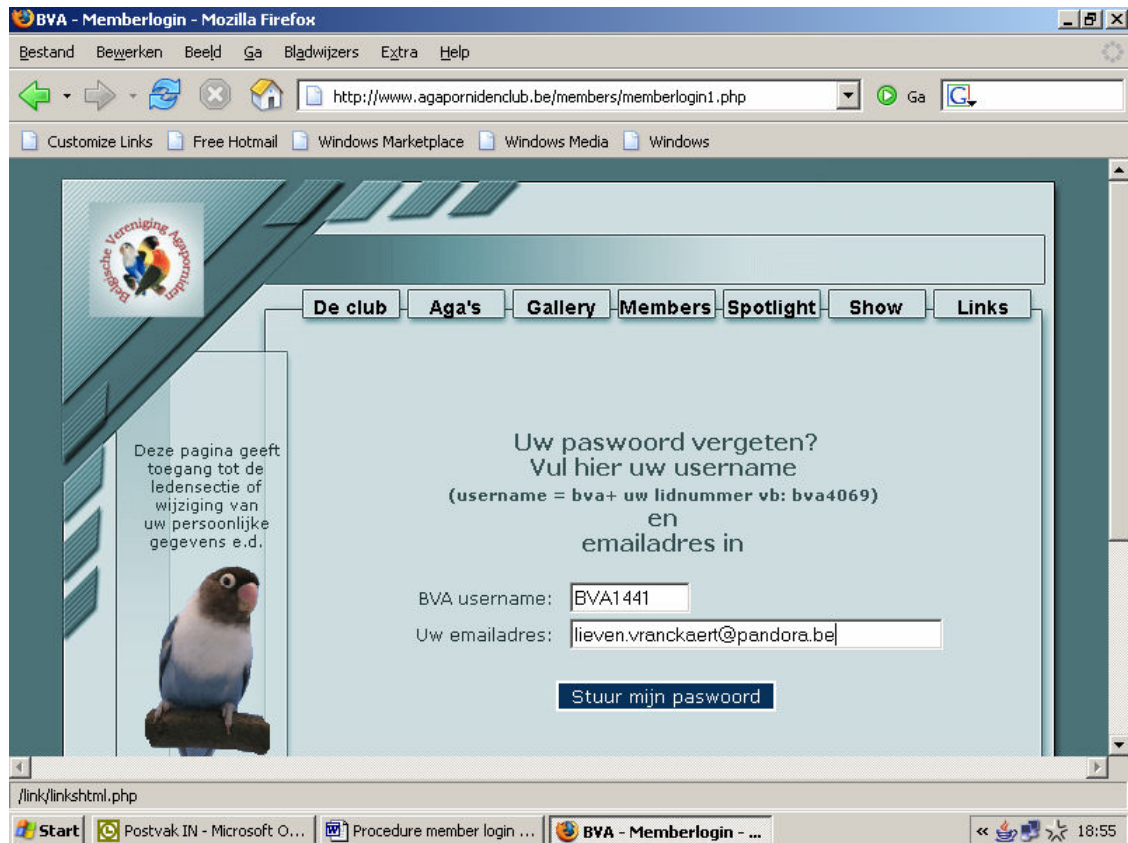 BVA - Memberlogin - Mozilla Firefox
Bestand Bewerken Beeld Ga Bladwijzers Extra Help
http://www.agapornidenclub.be/members/memberlogin1.php Ga G
Customize Links Free Hotmail Windows Marketplace Windows Media Windows
Belgische Vereniging Agaporniden
De club Aga's Gallery Members Spotlight Show Links
Deze pagina geeft
toegang tot de
ledensectie of
wijziging van
uw persoonlijke
gegevens e.d.
Uw paswoord vergeten?
Vul hier uw username
(username = bva+ uw lidnummer vb: bva4069)
en
emailadres in
BVA username: BVA1441
Uw emailadres: lieven.vranckaert@pandora.be
Stuur mijn paswoord
/link/linkshtml.php
Start Postvak IN - Microsoft O... Procedure member login ... BVA - Memberlogin - ... « 18:55